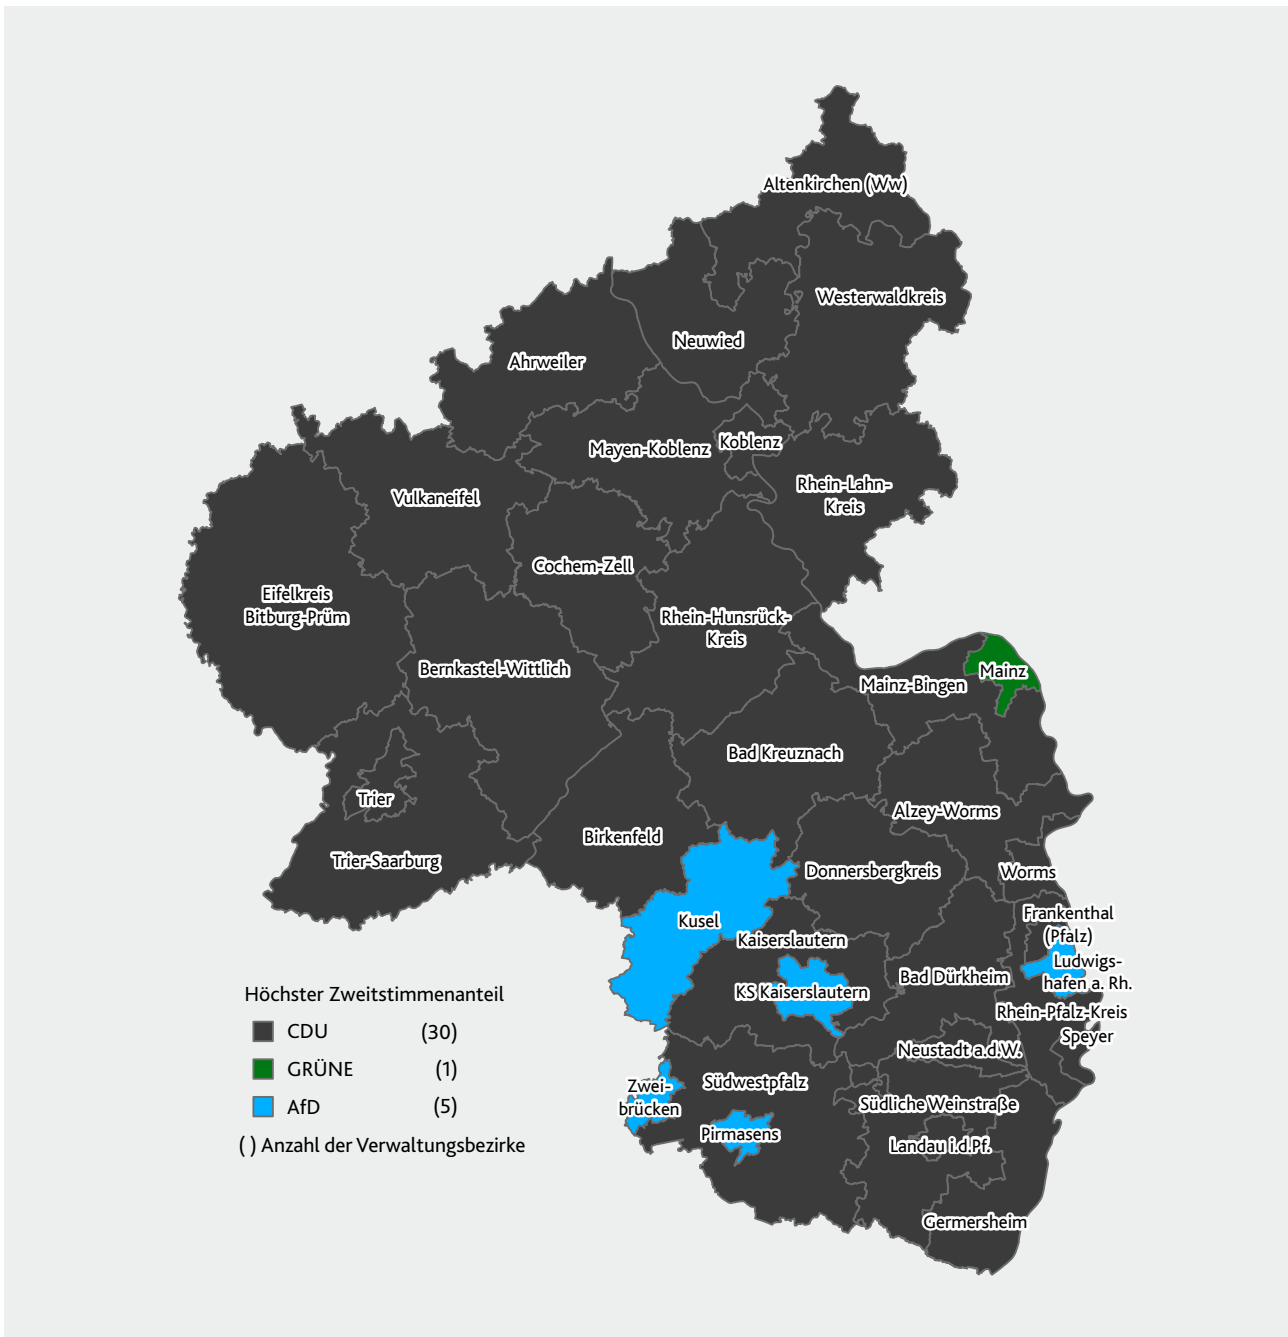 Altenkirchen (Ww)
Westerwaldkreis
Neuwied
Ahrweiler
Koblenz
Mayen-Koblenz
Rhein-Lahn-
Kreis
Vulkaneifel
Cochem-Zell
Eifelkreis
Bitburg-Prüm
Rhein-Hunsrück-
Kreis
Bernkastel-Wittlich
Mainz
Mainz-Bingen
Bad Kreuznach
Trier
Alzey-Worms
Birkenfeld
Trier-Saarburg
Donnersbergkreis
Worms
Kusel
Frankenthal
(Pfalz)
Kaiserslautern
Ludwigs-
hafen a. Rh.
Bad Dürkheim
KS Kaiserslautern
Rhein-Pfalz-Kreis
Speyer
Neustadt a.d.W.
Südwestpfalz
Zwei-
brücken
Südliche Weinstraße
Pirmasens
Landau i.d.Pf.
Germersheim
Höchster Zweitstimmenanteil
CDU (30)
GRÜNE (1)
AfD (5)
( ) Anzahl der Verwaltungsbezirke